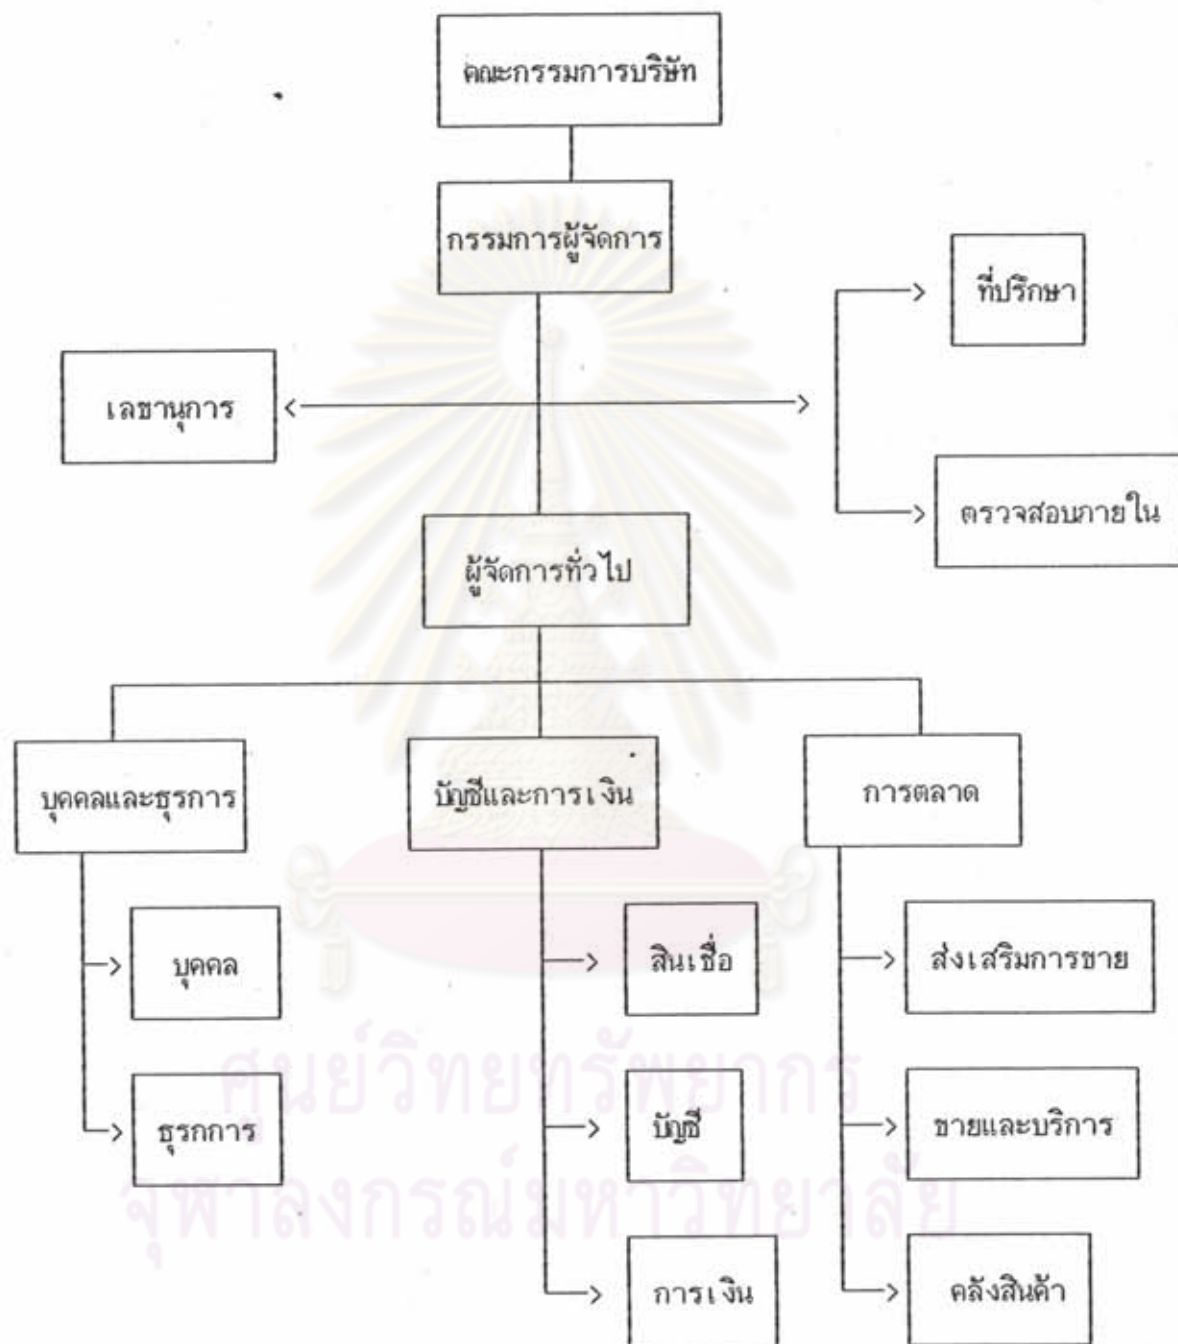 คณะกรรมการบริษัท
กรรมการผู้จัดการ
ที่ปรึกษา
เลขานุการ
ตรวจสอบภายใน
ผู้จัดการทั่วไป
บุคคลและธุรการ
บัญชีและการเงิน
การตลาด
บุคคล
สินเชื่อ
ส่งเสริมการขาย
ธุรกการ
บัญชี
ขายและบริการ
การเงิน
คลังสินค้า
ศูนย์วิทยทรัพยากร
จุฬาลงกรณ์มหาวิทยาลัย